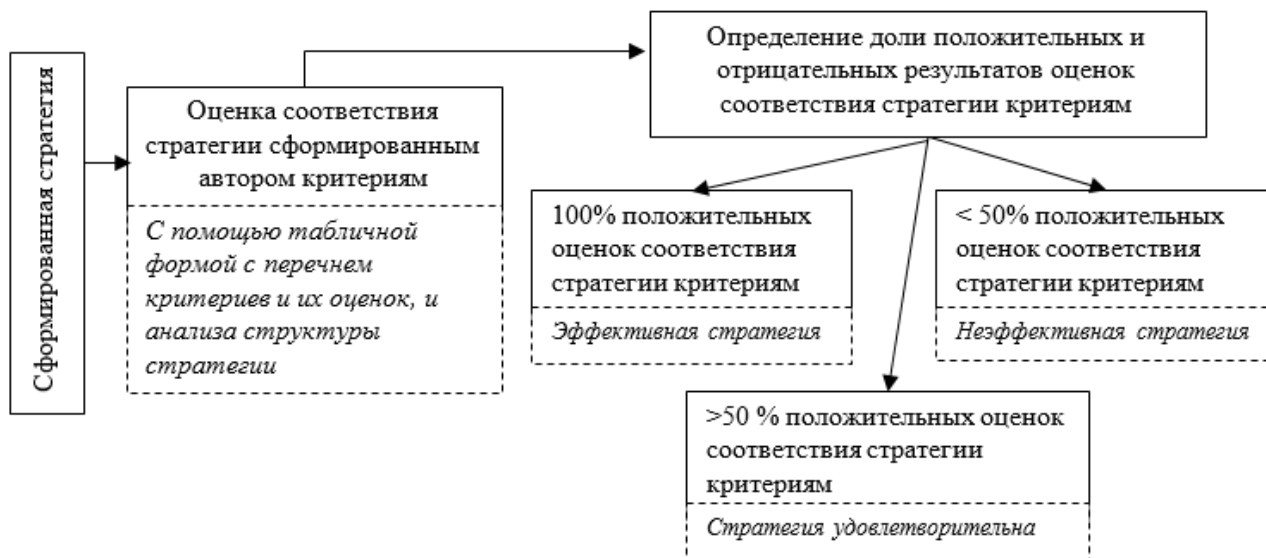 Сформированная стратегия
Оценка соответствия
стратегии сформированным
автором критериям
С помощью табличной
формой с перечнем
критериев и их оценок, и
анализа структуры
стратегии
Определение доли положительных и
отрицательных результатов оценок
соответствия стратегии критериям
100% положительных
оценок соответствия
стратегии критериям
Эффективная стратегия
< 50% положительных
оценок соответствия
стратегии критериям
Неэффективная стратегия
>50 % положительных оценок
соответствия стратегии
критериям
Стратегия удовлетворительна